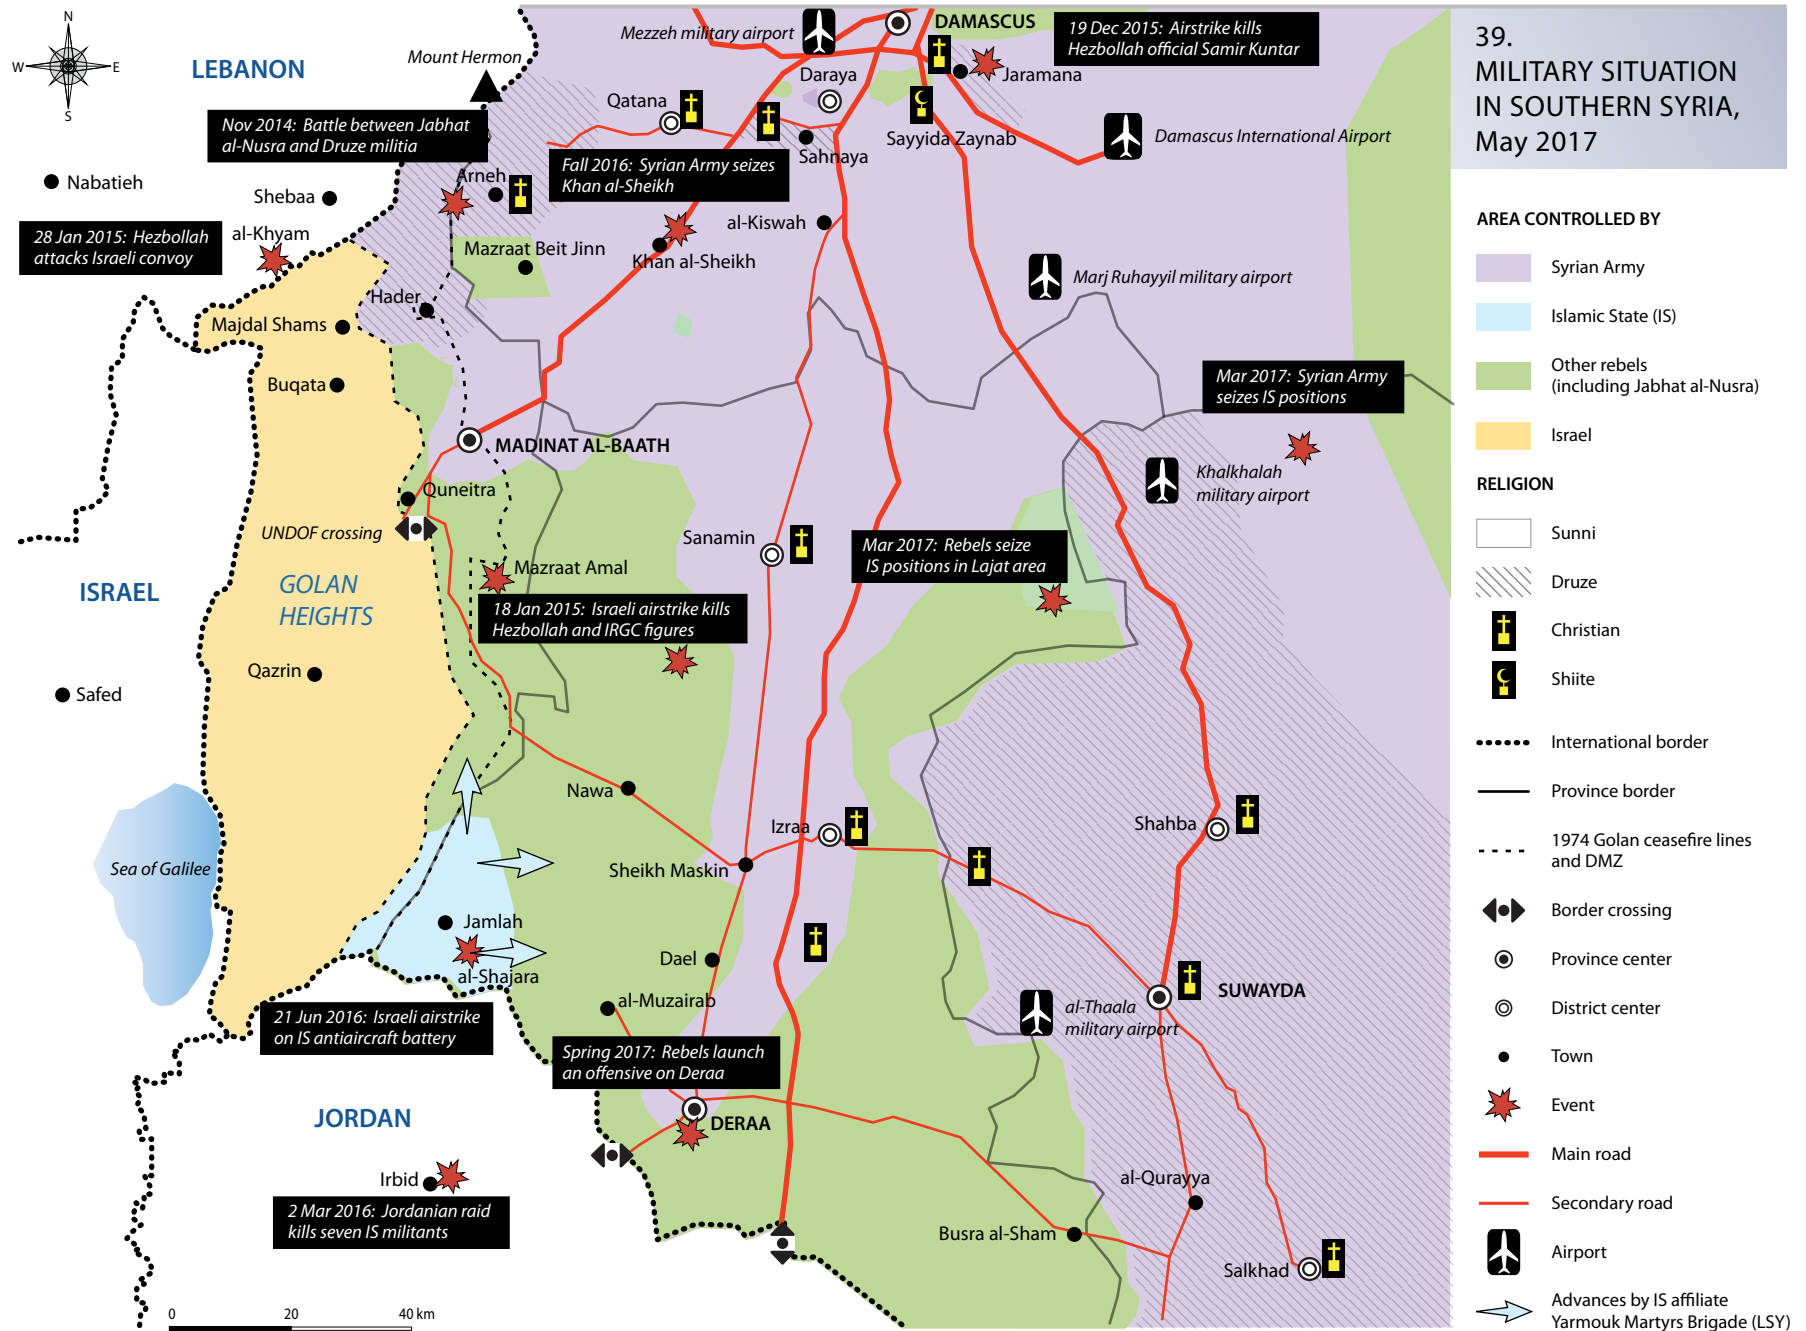 39.
MILITARY SITUATION
IN SOUTHERN SYRIA,
May 2017
AREA CONTROLLED BY
Syrian Army
Islamic State (IS)
Other rebels
(including Jabhat al-Nusra)
Israel
RELIGION
Sunni
Druze
Christian
Shiite
International border
Province border
1974 Golan ceasefire lines
and DMZ
Border crossing
Province center
District center
Town
Event
Main road
Secondary road
Airport
Advances by IS affiliate
Yarmouk Martyrs Brigade (LSY)
N
W
E
S
LEBANON
Mount Hermon
Mezzeh military airport
DAMASCUS
19 Dec 2015: Airstrike kills
Hezbollah official Samir Kuntar
Daraya
Jaramana
Qatana
Nov 2014: Battle between Jabhat
al-Nusra and Druze militia
Sayyida Zaynab
Damascus International Airport
Sahnaya
Fall 2016: Syrian Army seizes
Khan al-Sheikh
Nabatieh
Shebaa
Arneh
28 Jan 2015: Hezbollah
attacks Israeli convoy
al-Khyam
al-Kiswah
Mazraat Beit Jinn
Khan al-Sheikh
Marj Ruhayyil military airport
Hader
Majdal Shams
Buqata
Mar 2017: Syrian Army
seizes IS positions
MADINAT AL-BAATH
Khalkhalah
military airport
Quneitra
UNDOF crossing
Sanamin
Mar 2017: Rebels seize
IS positions in Lajat area
Mazraat Amal
ISRAEL
GOLAN
HEIGHTS
18 Jan 2015: Israeli airstrike kills
Hezbollah and IRGC figures
Qazrin
Safed
Nawa
Izraa
Shahba
Sea of Galilee
Sheikh Maskin
Jamlah
Dael
al-Shajara
al-Muzairab
SUWAYDA
al-Thaala
military airport
21 Jun 2016: Israeli airstrike
on IS antiaircraft battery
Spring 2017: Rebels launch
an offensive on Deraa
JORDAN
DERAA
Irbid
al-Qurayya
2 Mar 2016: Jordanian raid
kills seven IS militants
Busra al-Sham
Salkhad
0
20
40 km